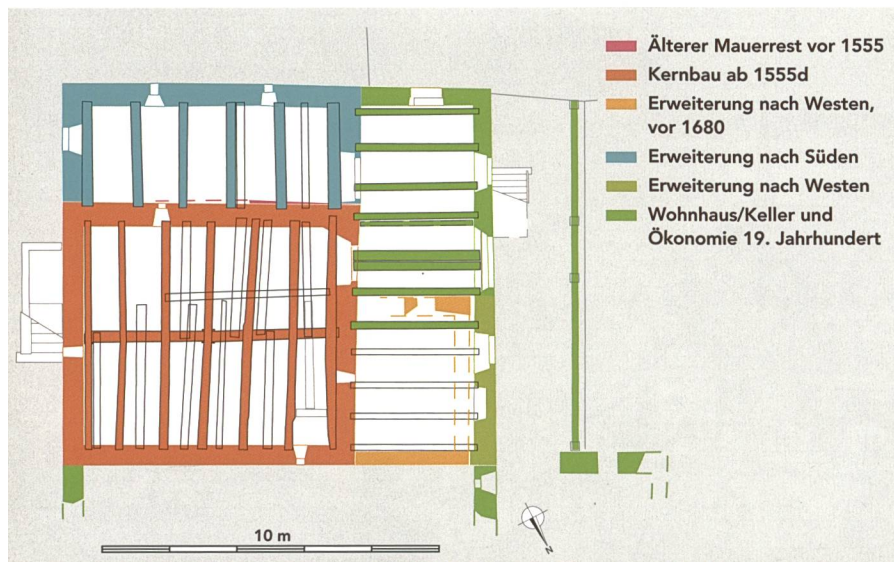 Älterer Mauerrest vor 1555
Kernbau ab 1555d
Erweiterung nach Westen,
vor 1680
Erweiterung nach Süden
Erweiterung nach Westen
Wohnhaus/Keller und
Ökonomie 19. Jahrhundert
10 m
N